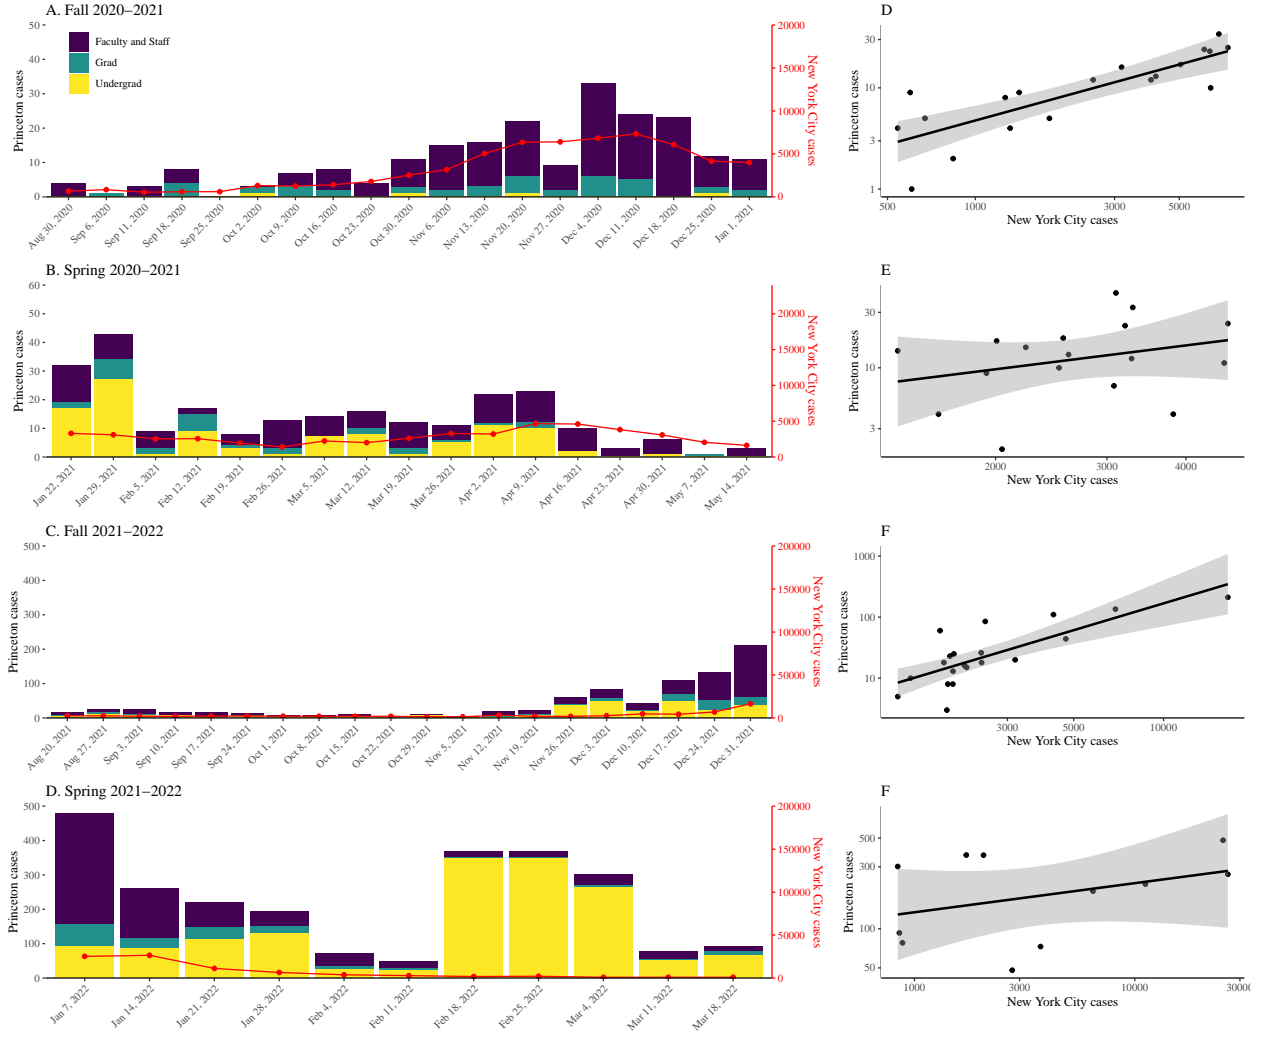 A. Fall 2020–2021
50
40
30
20
10
0
Princeton cases
Faculty and Staff
Grad
Undergrad
20000
15000
10000
5000
0
New York City cases
Aug 30, 2020
Sep 6, 2020
Sep 11, 2020
Sep 18, 2020
Sep 25, 2020
Oct 2, 2020
Oct 9, 2020
Oct 16, 2020
Oct 23, 2020
Oct 30, 2020
Nov 6, 2020
Nov 13, 2020
Nov 20, 2020
Nov 27, 2020
Dec 4, 2020
Dec 11, 2020
Dec 18, 2020
Dec 25, 2020
Jan 1, 2021
D
30
10
3
1
Princeton cases
500
1000
3000
5000
New York City cases
B. Spring 2020–2021
60
50
40
30
20
10
0
Princeton cases
20000
15000
10000
5000
0
New York City cases
Jan 22, 2021
Jan 29, 2021
Feb 5, 2021
Feb 12, 2021
Feb 19, 2021
Feb 26, 2021
Mar 5, 2021
Mar 12, 2021
Mar 19, 2021
Mar 26, 2021
Apr 2, 2021
Apr 9, 2021
Apr 16, 2021
Apr 23, 2021
Apr 30, 2021
May 7, 2021
May 14, 2021
E
30
10
3
Princeton cases
2000
3000
4000
New York City cases
C. Fall 2021–2022
500
400
300
200
100
0
Princeton cases
200000
150000
100000
50000
0
New York City cases
Aug 20, 2021
Aug 27, 2021
Sep 3, 2021
Sep 10, 2021
Sep 17, 2021
Sep 24, 2021
Oct 1, 2021
Oct 8, 2021
Oct 15, 2021
Oct 22, 2021
Oct 29, 2021
Nov 5, 2021
Nov 12, 2021
Nov 19, 2021
Nov 26, 2021
Dec 3, 2021
Dec 10, 2021
Dec 17, 2021
Dec 24, 2021
Dec 31, 2021
F
1000
100
10
Princeton cases
3000
5000
10000
New York City cases
D. Spring 2021–2022
500
400
300
200
100
0
Princeton cases
200000
150000
100000
50000
0
New York City cases
Jan 7, 2022
Jan 14, 2022
Jan 21, 2022
Jan 28, 2022
Feb 4, 2022
Feb 11, 2022
Feb 18, 2022
Feb 25, 2022
Mar 4, 2022
Mar 11, 2022
Mar 18, 2022
F
500
300
100
50
Princeton cases
1000
10000
30000
New York City cases